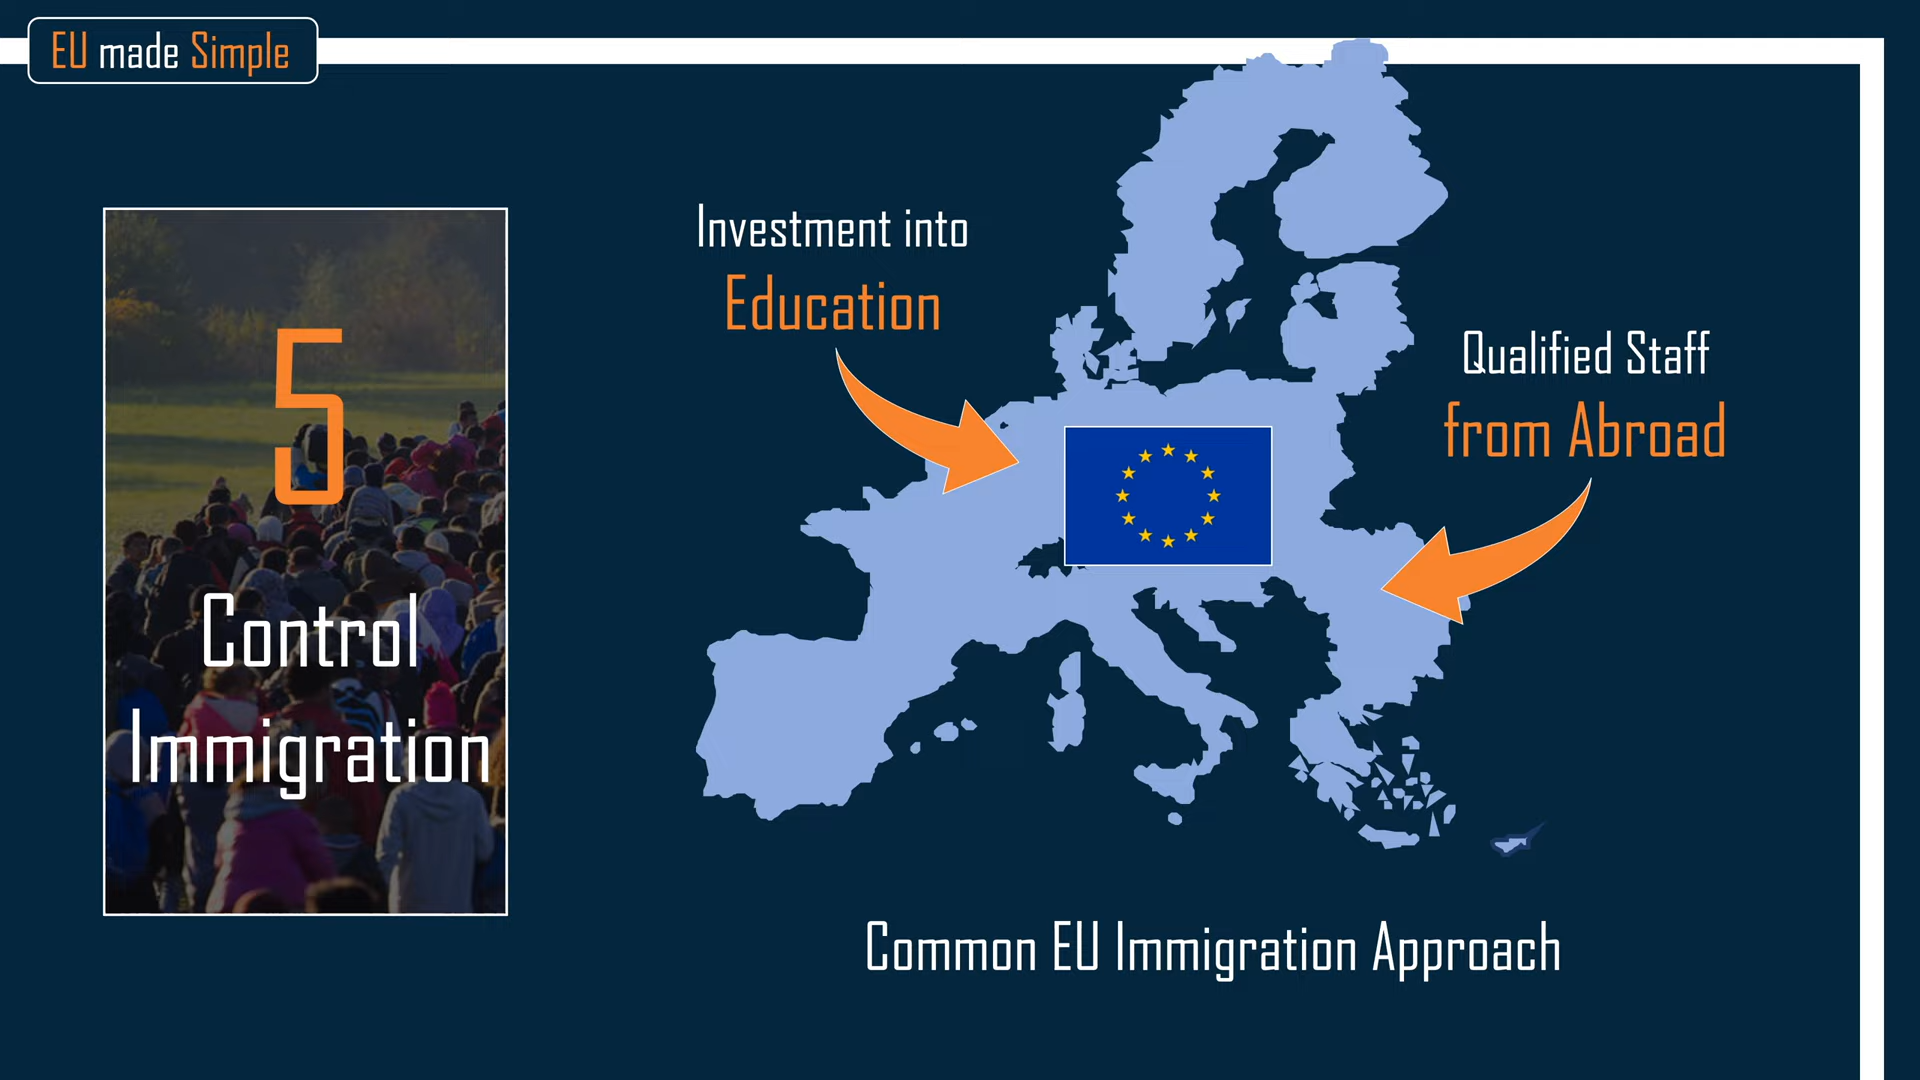 EU made Simple
5
Control
Immigration
Investment into
Education
Qualified Staff
from Abroad
Common EU Immigration Approach